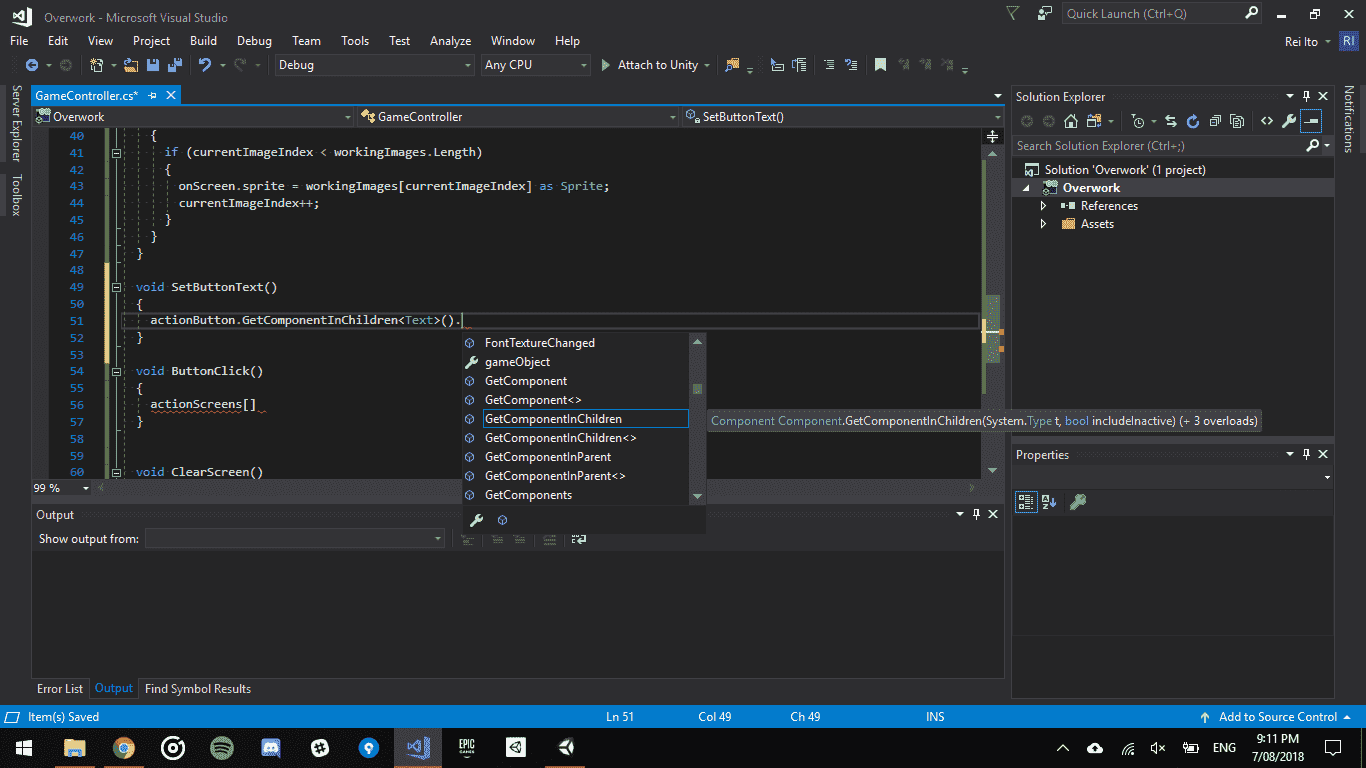 Overwork - Microsoft Visual Studio
Quick Launch (Ctrl+Q)
File Edit View Project Build Debug Team Tools Test Analyze Window Help
Rei Ito RI
Debug Any CPU Attach to Unity
Server Explorer
Toolbox
Notifications
GameController.cs*
Overwork GameController SetButtonText()
40 {
41 if (currentImageIndex < workingImages.Length)
42 {
43 onScreen.sprite = workingImages[currentImageIndex] as Sprite;
44 currentImageIndex++;
45 }
46 }
47 }
48
49 void SetButtonText()
50 {
51 actionButton.GetComponentInChildren<Text>().
52 }
53
54 void ButtonClick()
55 {
56 actionScreens[]
57 }
58
59
60 void ClearScreen()
FontTextureChanged
gameObject
GetComponent
GetComponent<>
GetComponentInChildren
GetComponentInChildren<>
GetComponentInParent
GetComponentInParent<>
GetComponents
Component Component.GetComponentInChildren(System.Type t, bool includeInactive) (+ 3 overloads)
99 %
Solution Explorer
Search Solution Explorer (Ctrl+;)
Solution 'Overwork' (1 project)
Overwork
References
Assets
Properties
Output
Show output from:
Error List Output Find Symbol Results
Item(s) Saved Ln 51 Col 49 Ch 49 INS Add to Source Control
EPIC
GAMES
ENG
9:11 PM
7/08/2018